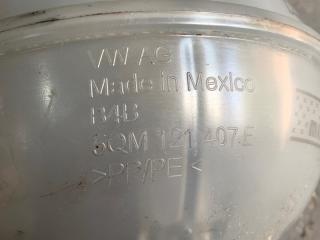 VW AG
Made in Mexico
B4B
5QM 121 407 E
>PP/PE<